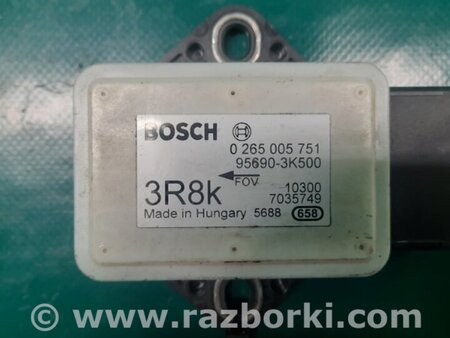 BOSCH
0 265 005 751
95690-3K500
FOV
3R8k
10300
7035749
Made in Hungary 5688 658
© www.razborki.com